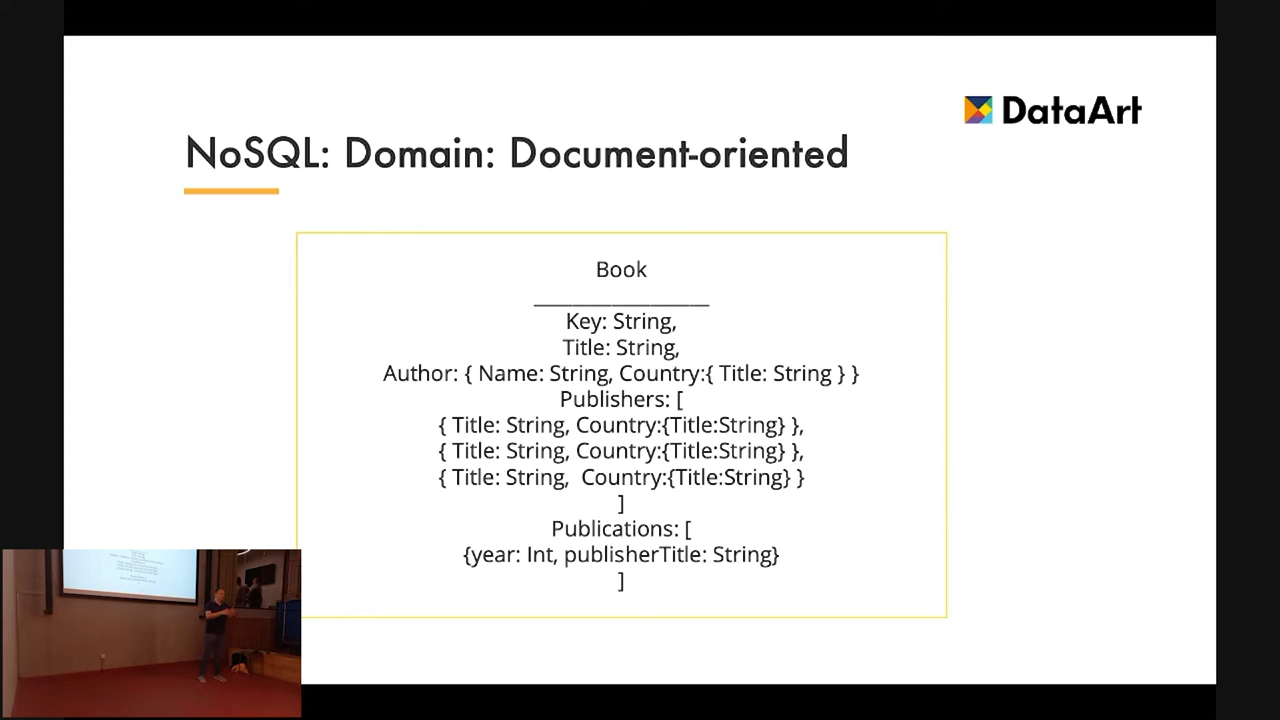 DataArt
NoSQL: Domain: Document-oriented
Book
Key: String,
Title: String,
Author: { Name: String, Country:{ Title: String } }
Publishers: [
{ Title: String, Country:{Title:String} },
{ Title: String, Country:{Title:String} },
{ Title: String,  Country:{Title:String} }
]
Publications: [
{year: Int, publisherTitle: String}
]